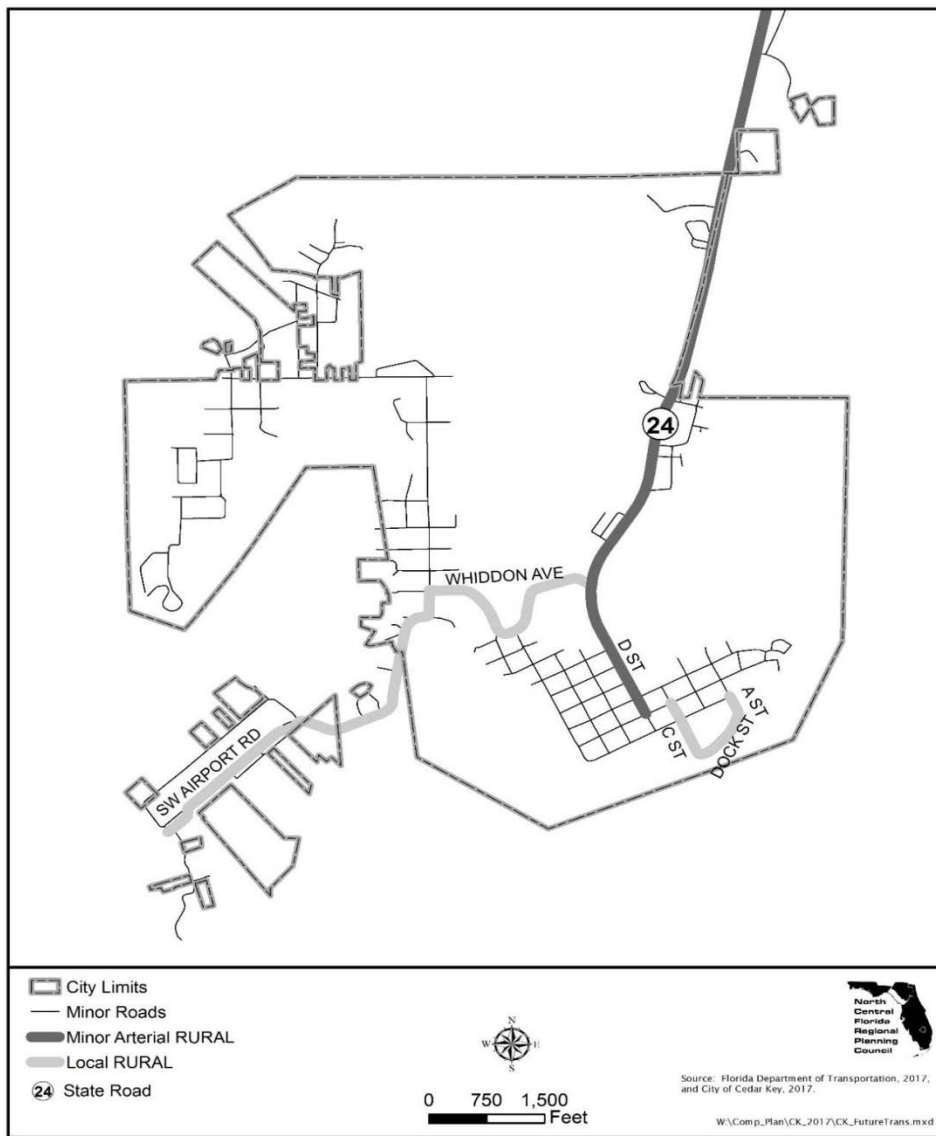 24
WHIDDON AVE
D ST
A ST
C ST
DOCK ST
SW AIRPORT RD
City Limits
Minor Roads
Minor Arterial RURAL
Local RURAL
24 State Road
N
W E
S
0 750 1,500
Feet
North
Central
Florida
Regional
Planning
Council
Source: Florida Department of Transportation, 2017,
and City of Cedar Key, 2017.
W:\Comp_Plan\CK_2017\CK_FutureTrans.mxd